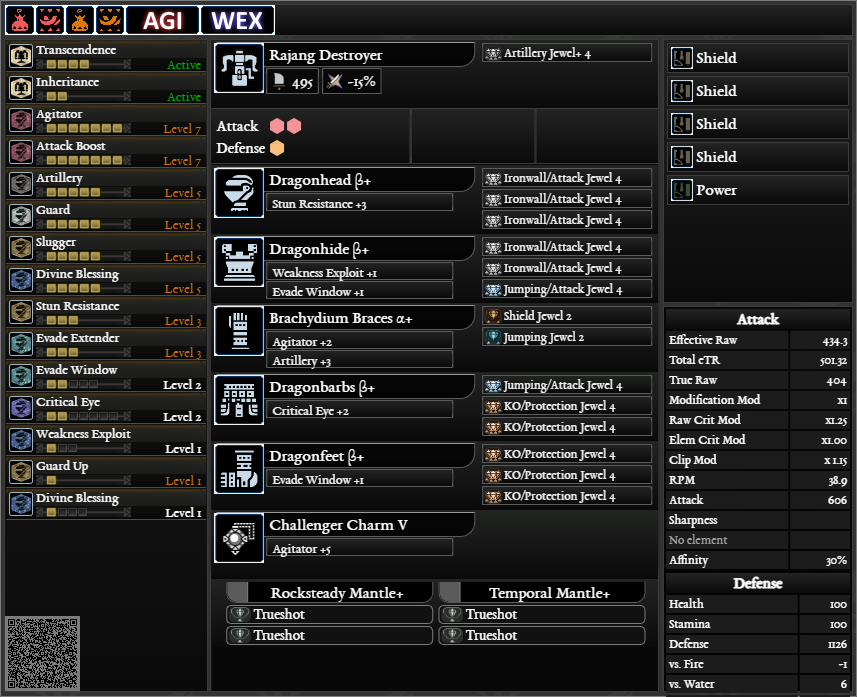 AGI WEX
Transcendence
Active
Inheritance
Active
Agitator
Level 7
Attack Boost
Level 7
Artillery
Level 5
Guard
Level 5
Slugger
Level 5
Divine Blessing
Level 5
Stun Resistance
Level 3
Evade Extender
Level 3
Evade Window
Level 2
Critical Eye
Level 2
Weakness Exploit
Level 1
Guard Up
Level 1
Divine Blessing
Level 1
Rajang Destroyer
495 -15%
Artillery Jewel+ 4
Attack
Defense
Dragonhead β+
Stun Resistance +3
Ironwall/Attack Jewel 4
Ironwall/Attack Jewel 4
Ironwall/Attack Jewel 4
Dragonhide β+
Weakness Exploit +1
Evade Window +1
Ironwall/Attack Jewel 4
Ironwall/Attack Jewel 4
Jumping/Attack Jewel 4
Brachydium Braces α+
Agitator +2
Artillery +3
Shield Jewel 2
Jumping Jewel 2
Dragonbarbs β+
Critical Eye +2
Jumping/Attack Jewel 4
KO/Protection Jewel 4
KO/Protection Jewel 4
Dragonfeet β+
Evade Window +1
KO/Protection Jewel 4
KO/Protection Jewel 4
KO/Protection Jewel 4
Challenger Charm V
Agitator +5
Rocksteady Mantle+
Trueshot
Trueshot
Temporal Mantle+
Trueshot
Trueshot
Shield
Shield
Shield
Shield
Power
Attack
Effective Raw 434.3
Total eTR 501.32
True Raw 404
Modification Mod x1
Raw Crit Mod x1.25
Elem Crit Mod x1.00
Clip Mod x 1.15
RPM 38.9
Attack 606
Sharpness
No element
Affinity 30%
Defense
Health 100
Stamina 100
Defense 1126
vs. Fire -1
vs. Water 6